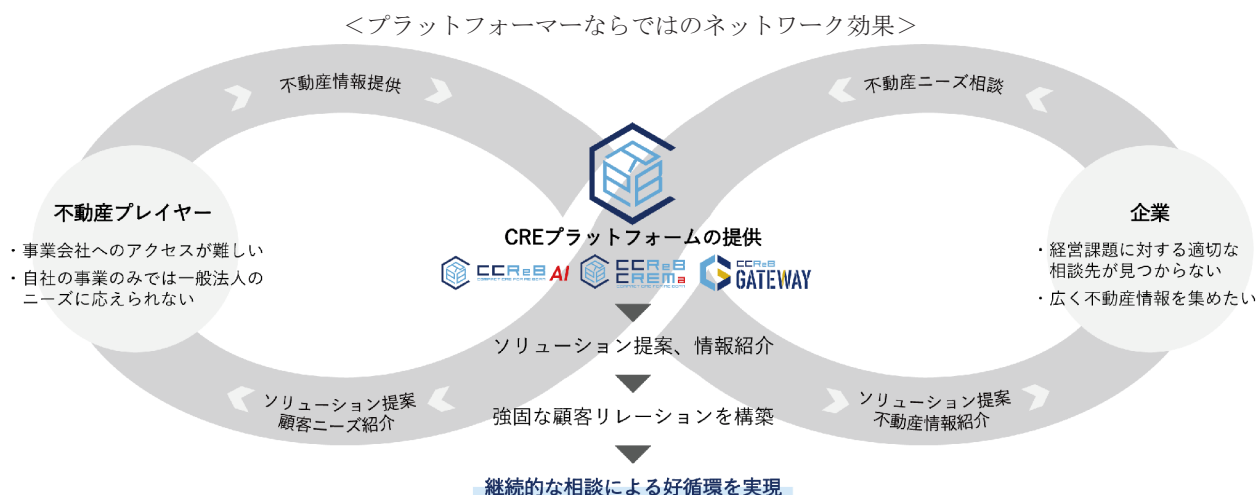 ＜プラットフォーマーならではのネットワーク効果＞
不動産情報提供
不動産ニーズ相談
不動産プレイヤー
・事業会社へのアクセスが難しい
・自社の事業のみでは一般法人の
ニーズに応えられない
企業
・経営課題に対する適切な
相談先が見つからない
・広く不動産情報を集めたい
CREプラットフォームの提供
CCReB AI
CCReB CREMa
CCReB GATEWAY
ソリューション提案、情報紹介
強固な顧客リレーションを構築
継続的な相談による好循環を実現
ソリューション提案
顧客ニーズ紹介
ソリューション提案
不動産情報紹介